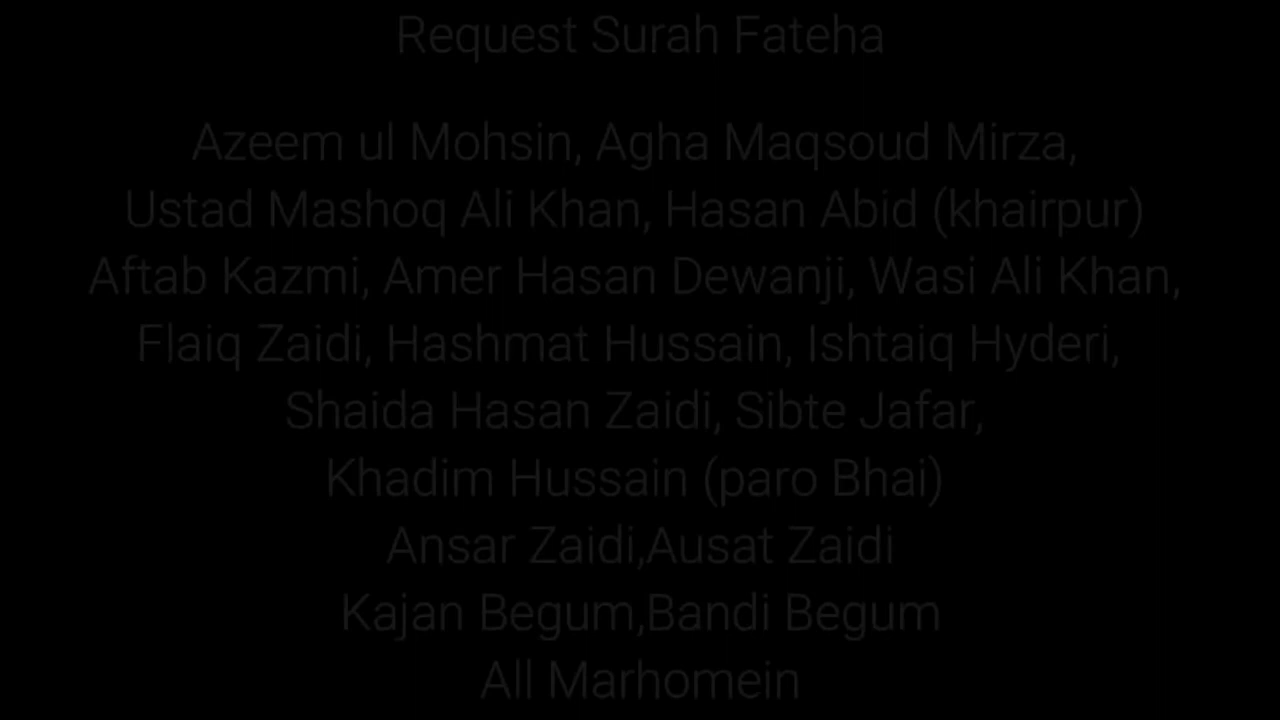 Request Surah Fateha
Azeem ul Mohsin, Agha Maqsoud Mirza,
Ustad Mashoq Ali Khan, Hasan Abid (khairpur)
Aftab Kazmi, Amer Hasan Dewanji, Wasi Ali Khan,
Flaiq Zaidi, Hashmat Hussain, Ishtaiq Hyderi,
Shaida Hasan Zaidi, Sibte Jafar,
Khadim Hussain (paro Bhai)
Ansar Zaidi,Ausat Zaidi
Kajan Begum,Bandi Begum
All Marhomein